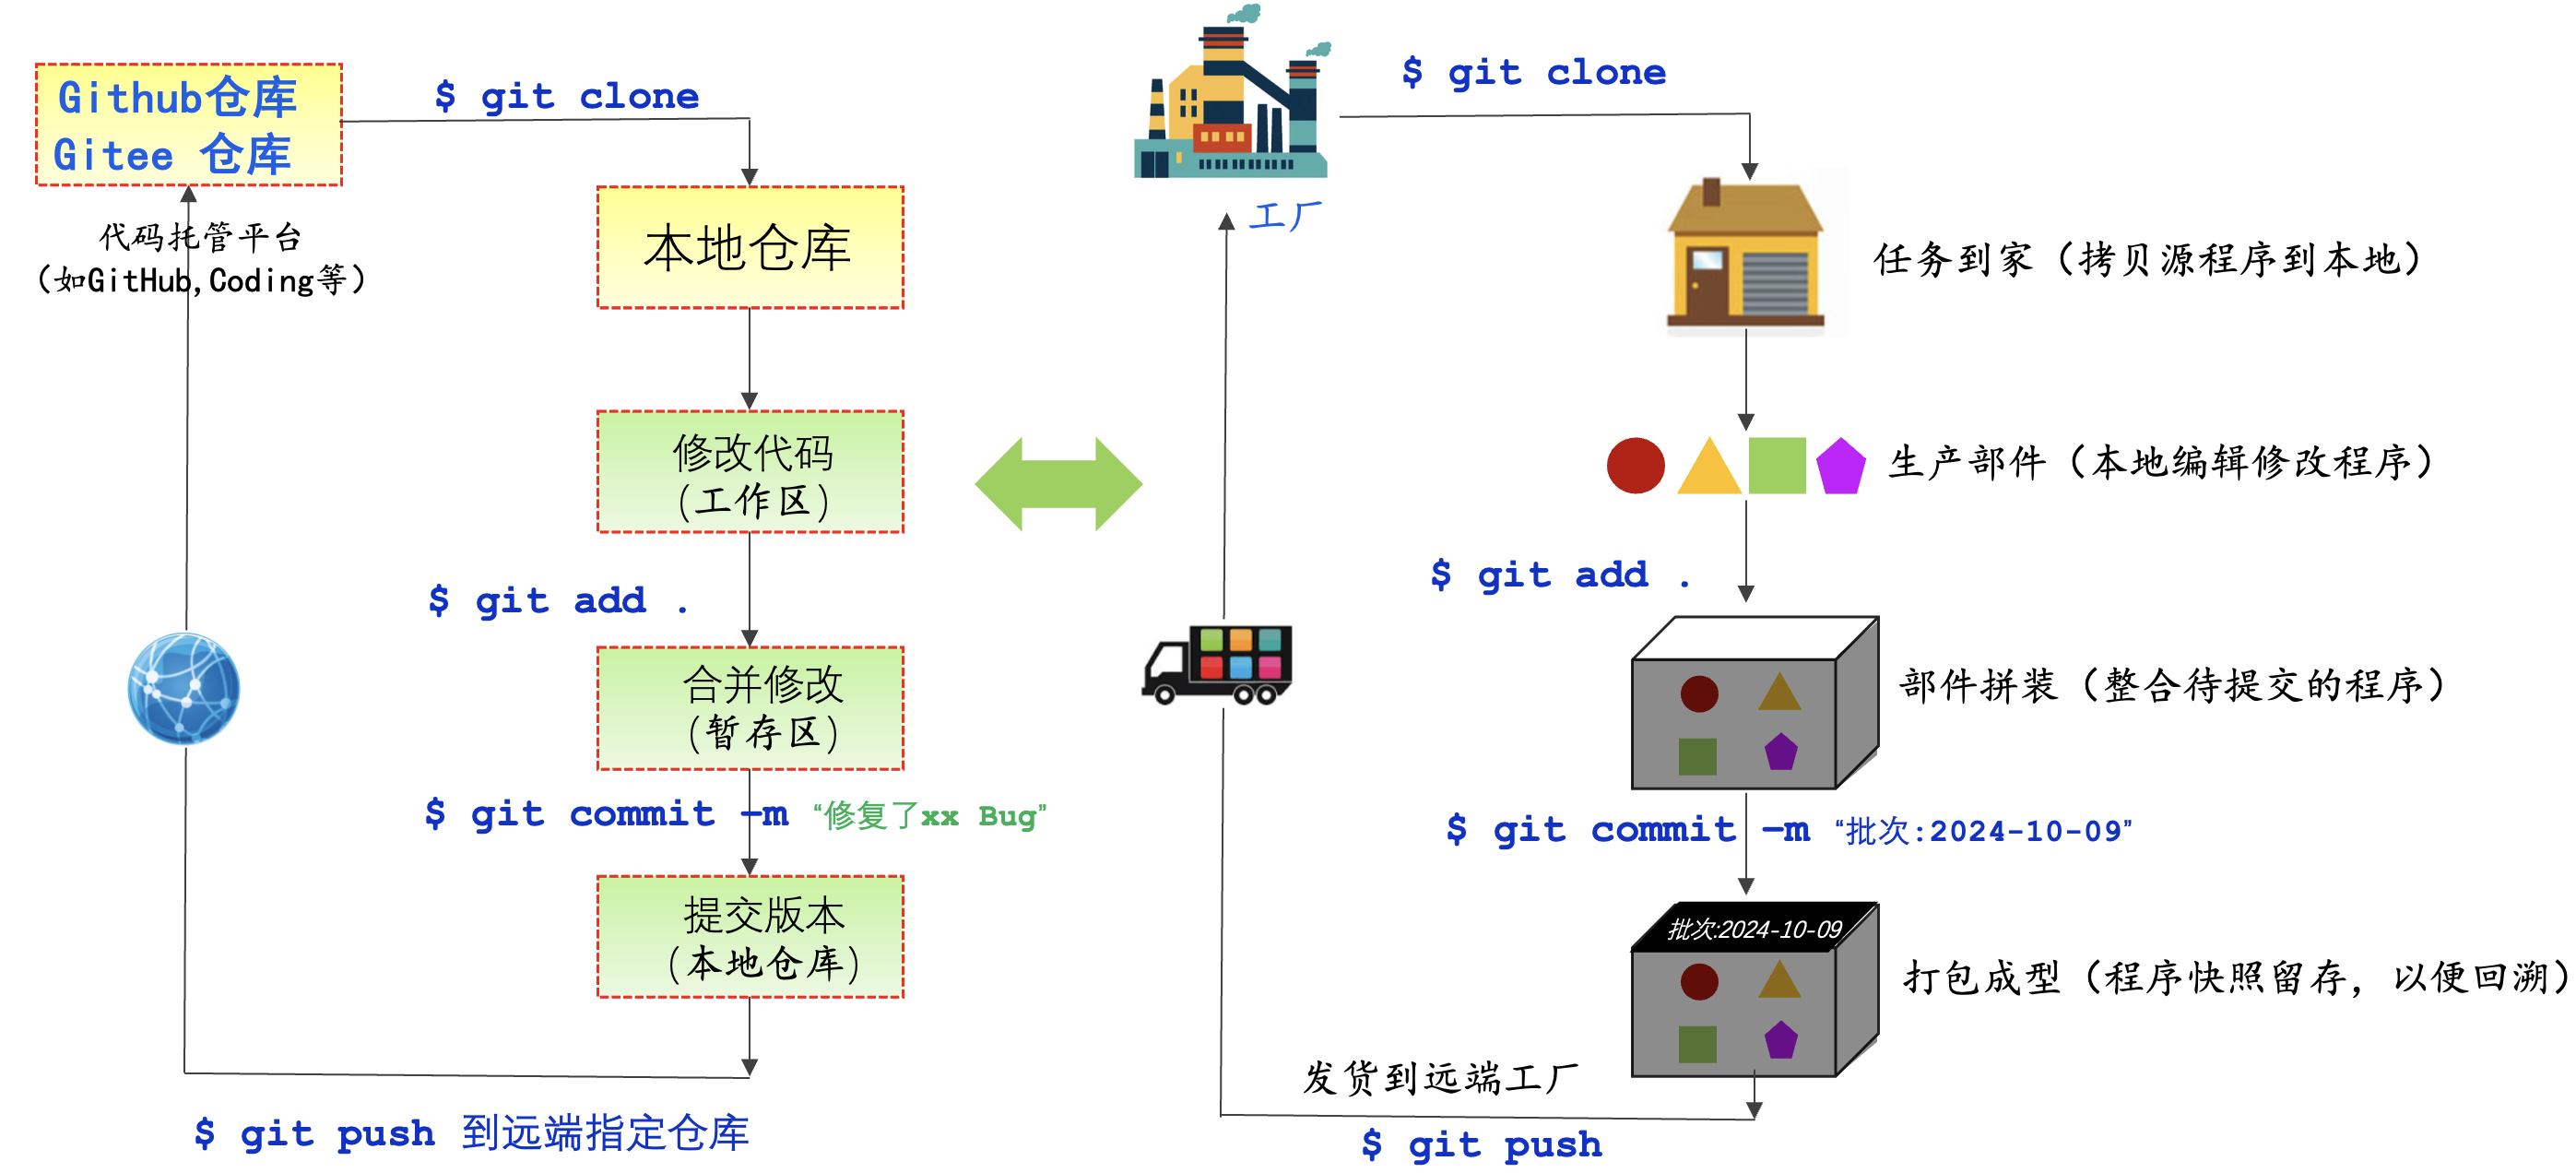 Github仓库
Gitee 仓库
$ git clone
代码托管平台
（如GitHub,Coding等）
本地仓库
修改代码
(工作区)
$ git add .
合并修改
(暂存区)
$ git commit –m “修复了xx Bug”
提交版本
(本地仓库)
$ git push 到远端指定仓库
$ git clone
工厂
任务到家（拷贝源程序到本地）
生产部件（本地编辑修改程序）
$ git add .
部件拼装（整合待提交的程序）
$ git commit –m “批次:2024-10-09”
批次:2024-10-09
打包成型（程序快照留存，以便回溯）
发货到远端工厂
$ git push